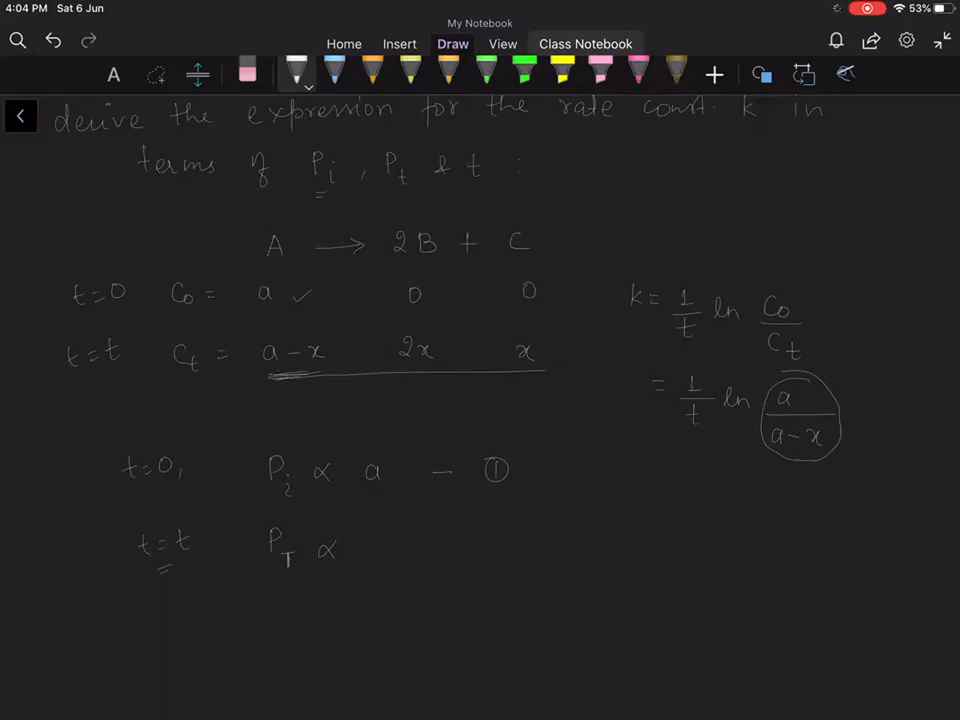 4:04 PM Sat 6 Jun 53%
My Notebook
Home Insert Draw View Class Notebook
A
derive the expression for the rate const. k in
terms of Pi, Pt & t :
A → 2B + C
t=0 C0 = a ✓ 0 0
t=t Ct = a-x 2x x
k = 1/t ln C0/Ct
= 1/t ln a/a-x
t=0, Pi ∝ a - ①
t=t PT ∝